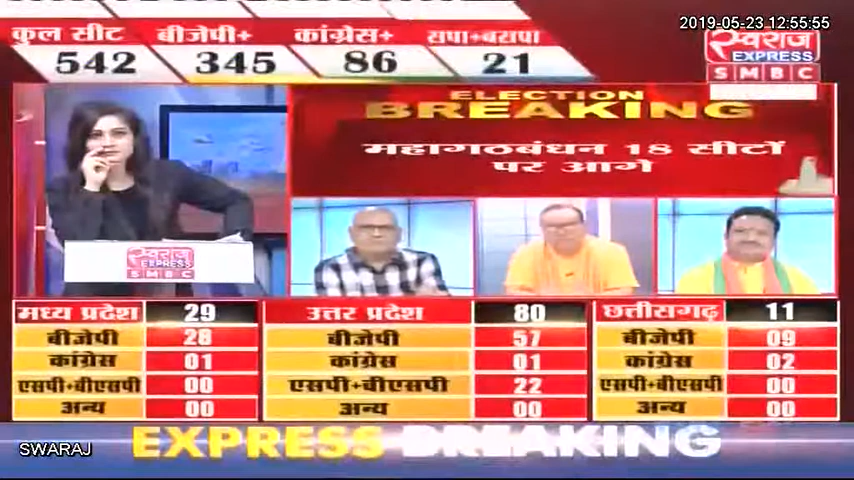 2019-05-23 12:55:55
कुल सीट बीजेपी+ कांग्रेस+ सपा+बसपा
542 345 86 21
स्वराज
EXPRESS
SMBC
ELECTION
BREAKING
महागठबंधन 18 सीटों
पर आगे
स्वराज
EXPRESS
SMBC
मध्य प्रदेश 29
बीजेपी 28
कांग्रेस 01
एसपी+बीएसपी 00
अन्य 00
उत्तर प्रदेश 80
बीजेपी 57
कांग्रेस 01
एसपी+बीएसपी 22
अन्य 00
छत्तीसगढ़ 11
बीजेपी 09
कांग्रेस 02
एसपी+बीएसपी 00
अन्य 00
SWARAJ
EXPRESS BREAKING